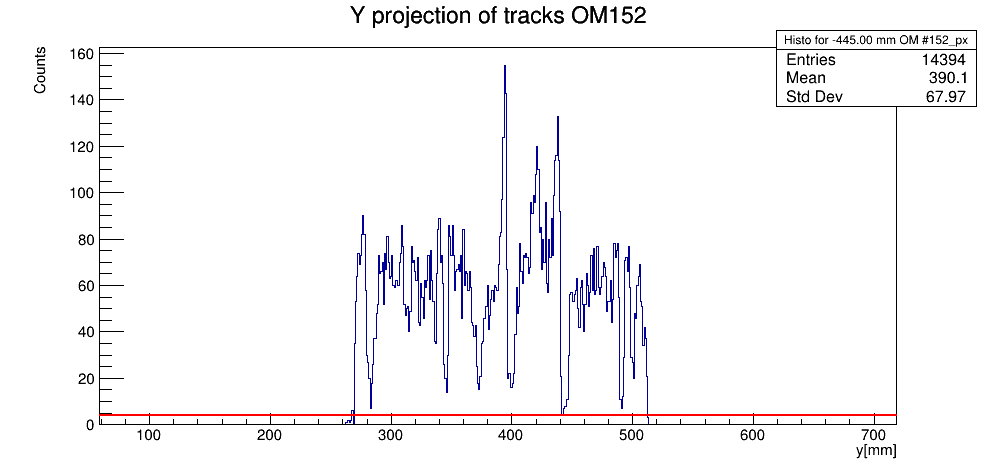 Y projection of tracks OM152
Histo for -445.00 mm OM #152_px
Entries 14394
Mean 390.1
Std Dev 67.97
Counts
160
140
120
100
80
60
40
20
0
100 200 300 400 500 600 700
y[mm]